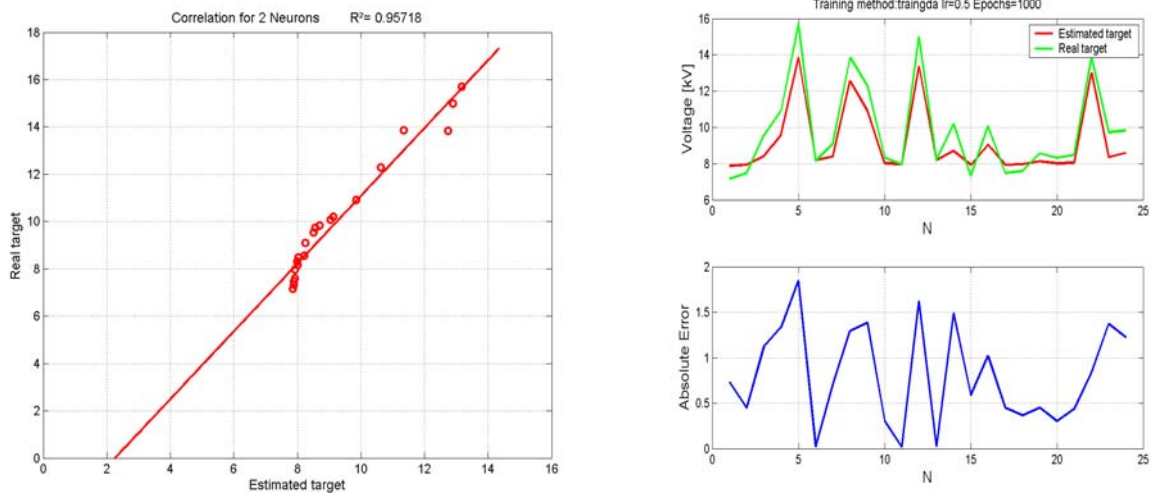 Correlation for 2 Neurons R²= 0.95718
18
16
14
12
10
8
6
4
2
0
Real target
0 2 4 6 8 10 12 14 16
Estimated target
Training method:traingda lr=0.5 Epochs=1000
16
14
12
10
8
6
Voltage [kV]
Estimated target
Real target
0 5 10 15 20 25
N
2
1.5
1
0.5
0
Absolute Error
0 5 10 15 20 25
N